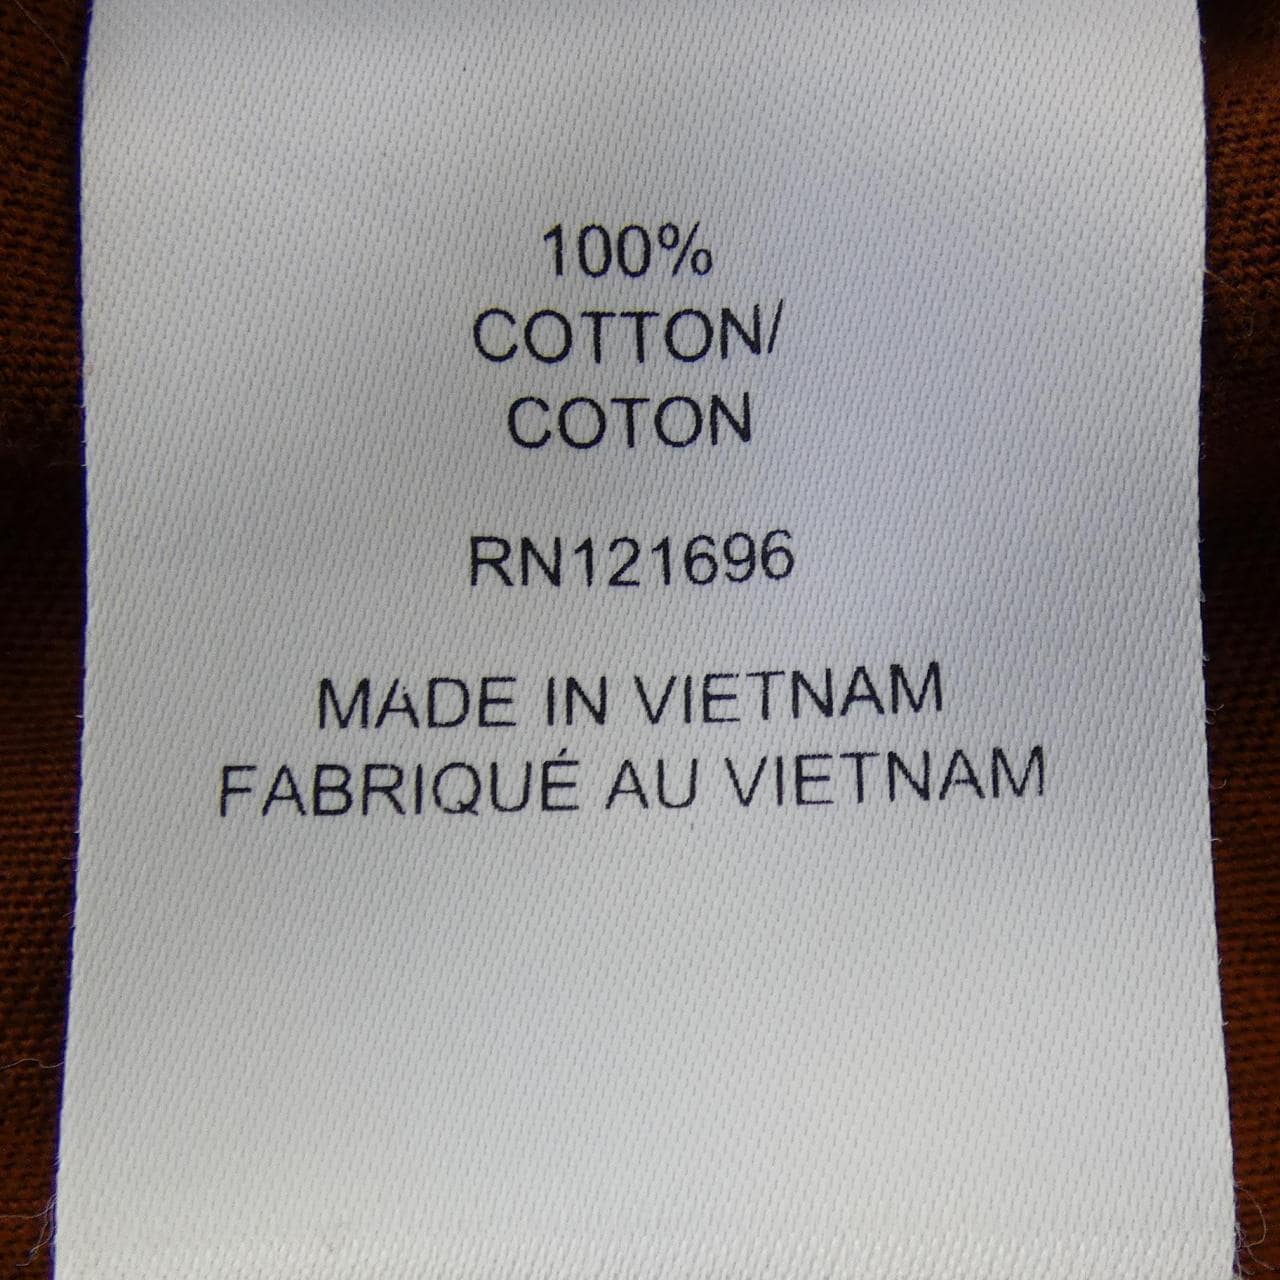 100%
COTTON/
COTON
RN121696
MADE IN VIETNAM
FABRIQUÉ AU VIETNAM